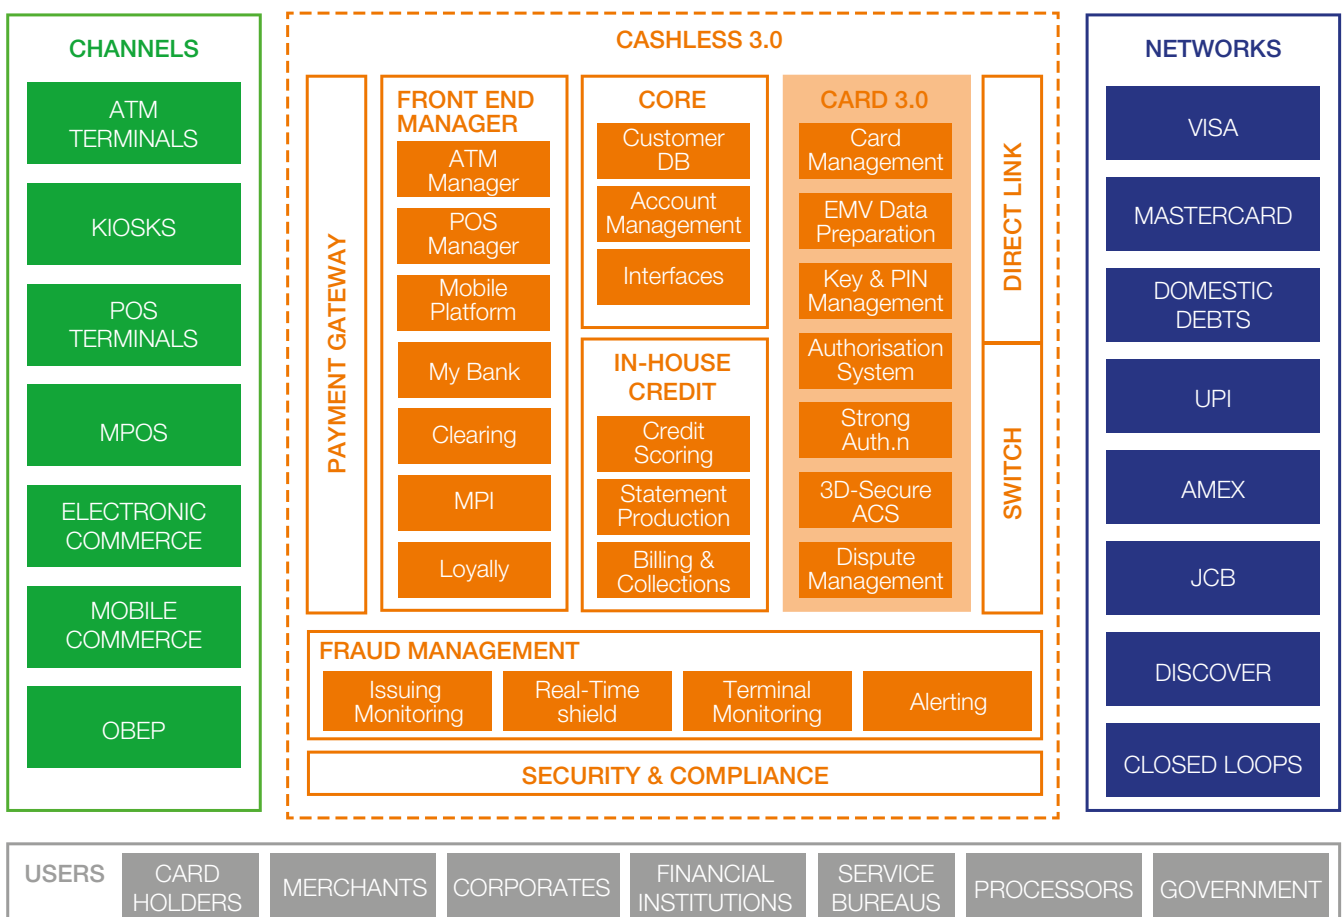 CHANNELS
ATM
TERMINALS
KIOSKS
POS
TERMINALS
MPOS
ELECTRONIC
COMMERCE
MOBILE
COMMERCE
OBEP
CASHLESS 3.0
PAYMENT GATEWAY
FRONT END
MANAGER
ATM
Manager
POS
Manager
Mobile
Platform
My Bank
Clearing
MPI
Loyally
CORE
Customer
DB
Account
Management
Interfaces
IN-HOUSE
CREDIT
Credit
Scoring
Statement
Production
Billing &
Collections
CARD 3.0
Card
Management
EMV Data
Preparation
Key & PIN
Management
Authorisation
System
Strong
Auth.n
3D-Secure
ACS
Dispute
Management
DIRECT LINK
SWITCH
FRAUD MANAGEMENT
Issuing
Monitoring
Real-Time
shield
Terminal
Monitoring
Alerting
SECURITY & COMPLIANCE
NETWORKS
VISA
MASTERCARD
DOMESTIC
DEBTS
UPI
AMEX
JCB
DISCOVER
CLOSED LOOPS
USERS
CARD
HOLDERS
MERCHANTS
CORPORATES
FINANCIAL
INSTITUTIONS
SERVICE
BUREAUS
PROCESSORS
GOVERNMENT